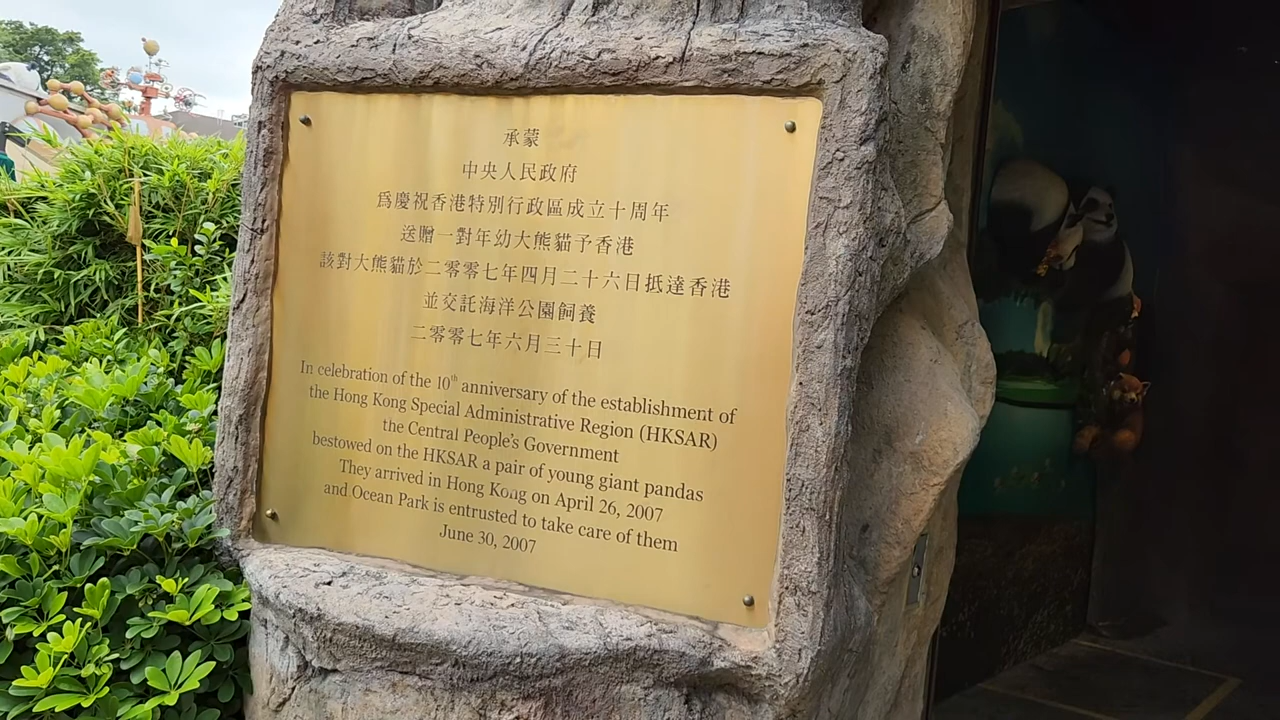 承蒙
中央人民政府
爲慶祝香港特別行政區成立十周年
送贈一對年幼大熊貓予香港
該對大熊貓於二零零七年四月二十六日抵達香港
並交託海洋公園飼養
二零零七年六月三十日
In celebration of the 10th anniversary of the establishment of
the Hong Kong Special Administrative Region (HKSAR)
the Central People's Government
bestowed on the HKSAR a pair of young giant pandas
They arrived in Hong Kong on April 26, 2007
and Ocean Park is entrusted to take care of them
June 30, 2007